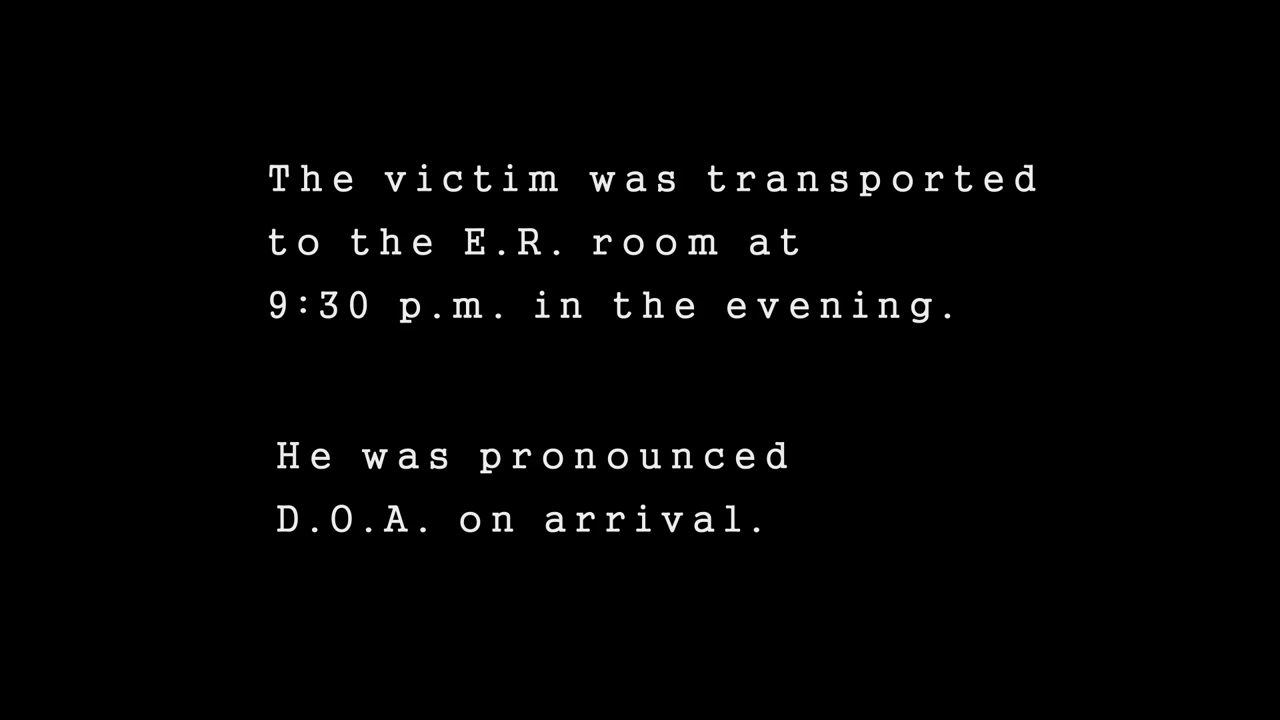 The victim was transported
to the E.R. room at
9:30 p.m. in the evening.
He was pronounced
D.O.A. on arrival.